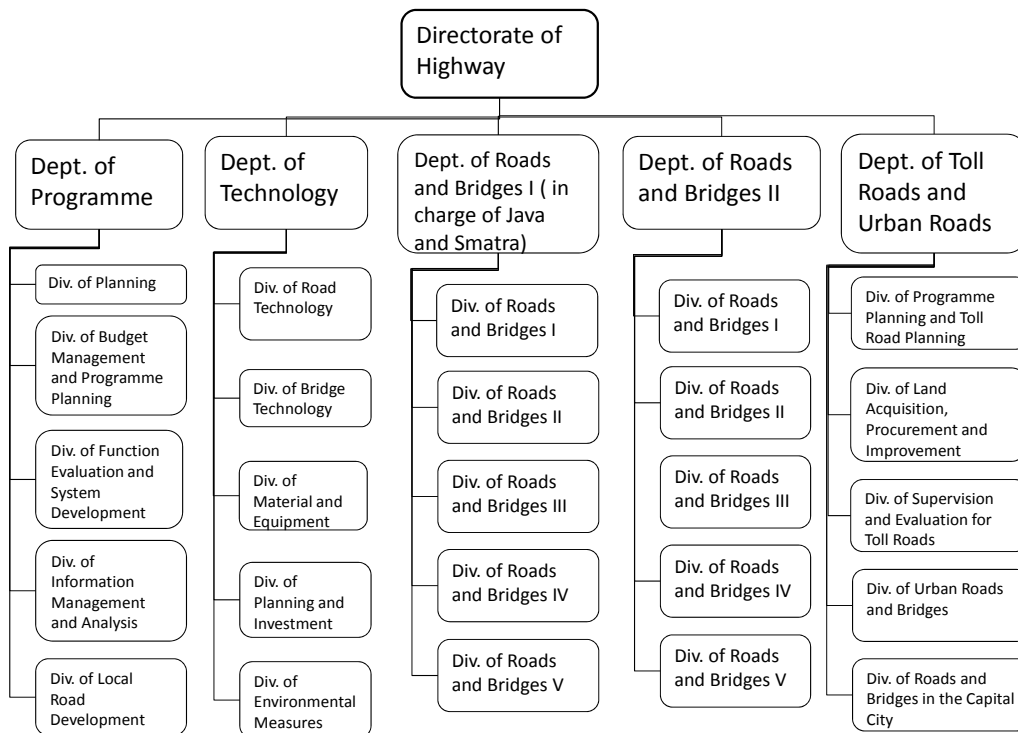 Directorate of
Highway
Dept. of
Programme
Div. of Planning
Div. of Budget
Management
and Programme
Planning
Div. of Function
Evaluation and
System
Development
Div. of
Information
Management
and Analysis
Div. of Local
Road
Development
Dept. of
Technology
Div. of Road
Technology
Div. of Bridge
Technology
Div. of
Material and
Equipment
Div. of
Planning and
Investment
Div. of
Environmental
Measures
Dept. of Roads
and Bridges I ( in
charge of Java
and Smatra)
Div. of Roads
and Bridges I
Div. of Roads
and Bridges II
Div. of Roads
and Bridges III
Div. of Roads
and Bridges IV
Div. of Roads
and Bridges V
Dept. of Roads
and Bridges II
Div. of Roads
and Bridges I
Div. of Roads
and Bridges II
Div. of Roads
and Bridges III
Div. of Roads
and Bridges IV
Div. of Roads
and Bridges V
Dept. of Toll
Roads and
Urban Roads
Div. of Programme
Planning and Toll
Road Planning
Div. of Land
Acquisition,
Procurement and
Improvement
Div. of Supervision
and Evaluation for
Toll Roads
Div. of Urban Roads
and Bridges
Div. of Roads and
Bridges in the Capital
City